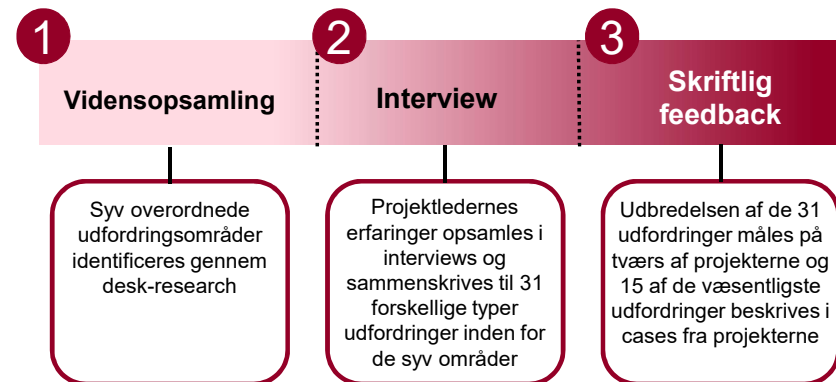 1
Vidensopsamling
2
Interview
3
Skriftlig
feedback
Syv overordnede
udfordringsområder
identificeres gennem
desk-research
Projektledernes
erfaringer opsamles i
interviews og
sammenskrives til 31
forskellige typer
udfordringer inden for
de syv områder
Udbredelsen af de 31
udfordringer måles på
tværs af projekterne og
15 af de væsentligste
udfordringer beskrives i
cases fra projekterne